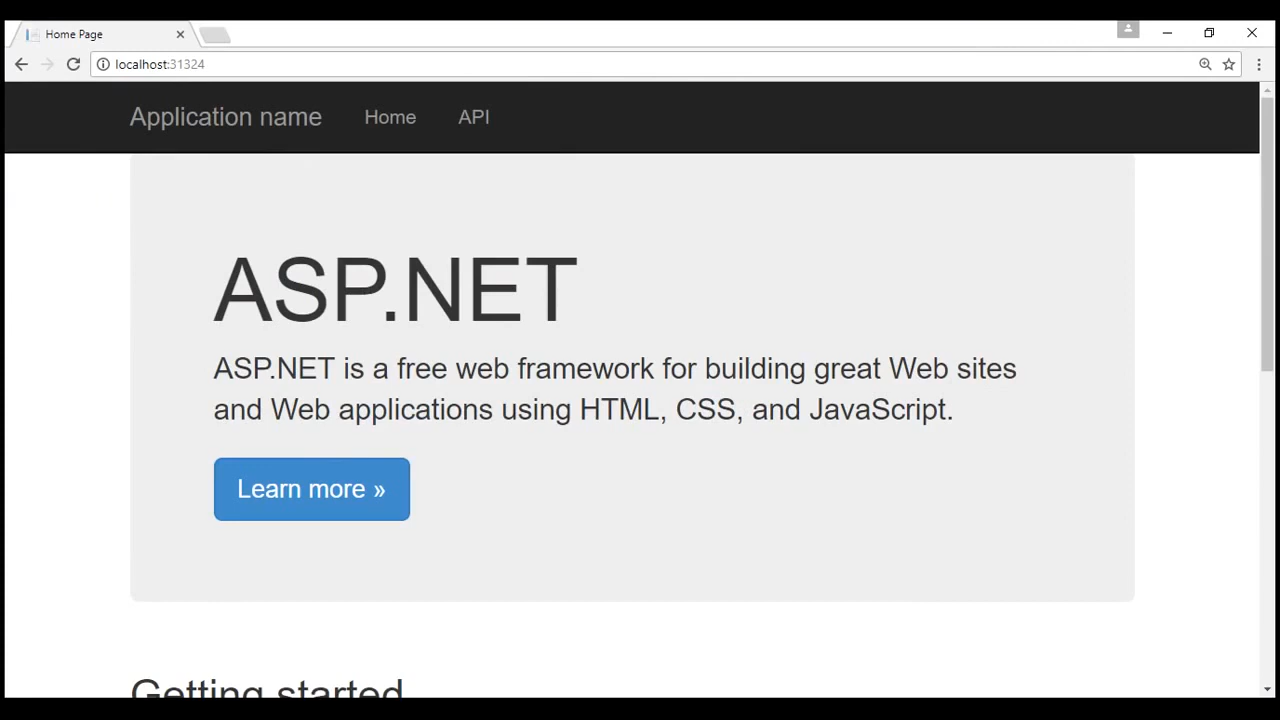 Home Page
localhost:31324
Application name Home API
ASP.NET
ASP.NET is a free web framework for building great Web sites
and Web applications using HTML, CSS, and JavaScript.
Learn more »
Getting started